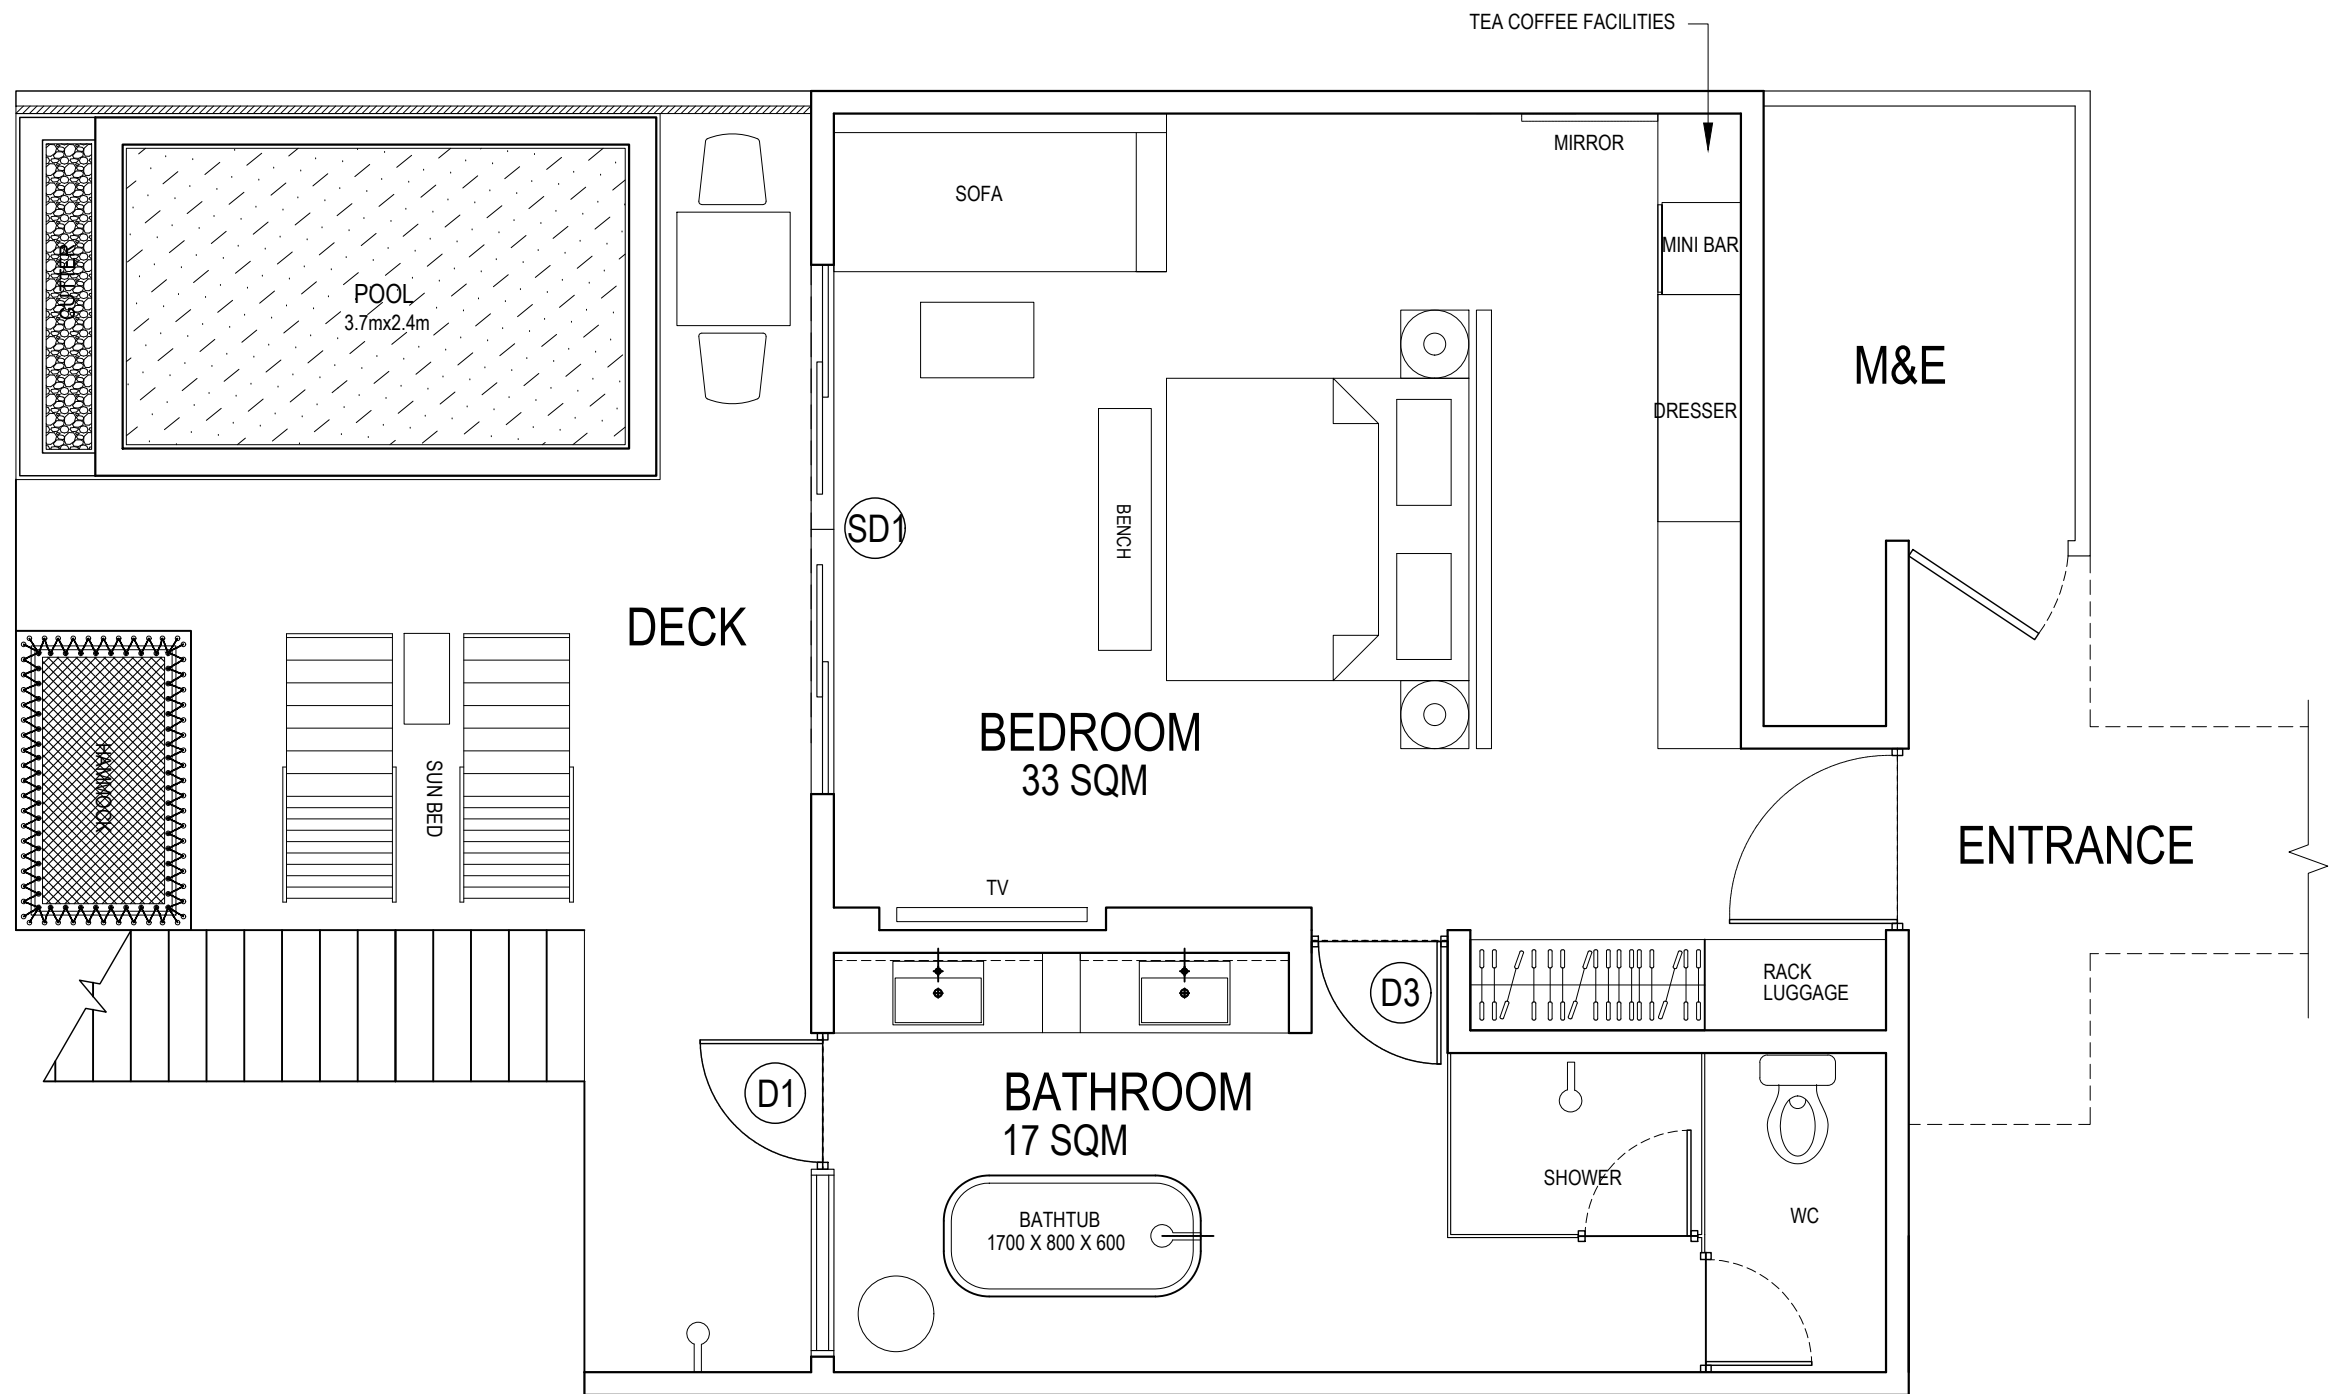 TEA COFFEE FACILITIES
MIRROR
SOFA
MINI BAR
GUTTER
POOL
3.7mx2.4m
M&E
DRESSER
BENCH
SD1
DECK
BEDROOM
33 SQM
HAMMOCK
SUN BED
ENTRANCE
TV
RACK
LUGGAGE
D3
D1
BATHROOM
17 SQM
SHOWER
WC
BATHTUB
1700 X 800 X 600